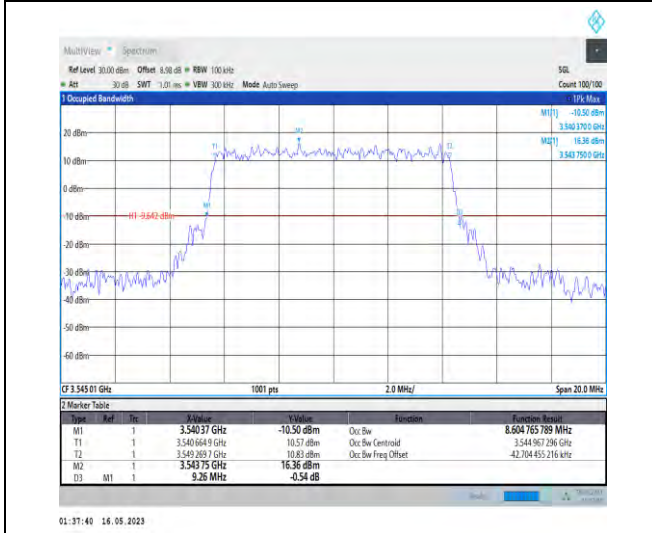 MultiView Spectrum
Ref Level 30.00 dBm Offset 8.98 dB RBW 100 kHz SGL
Att 30 dB SWT 1.01 ms VBW 300 kHz Mode Auto Sweep Count 100/100
1 Occupied Bandwidth 1Pk Max
M1[1] -10.50 dBm
3.540 370 0 GHz
M2[1] 16.36 dBm
3.543 750 0 GHz
20 dBm
M2
T1 T2
10 dBm
0 dBm
M1
-10 dBm H1 -9.642 dBm
D3
-20 dBm
-30 dBm
-40 dBm
-50 dBm
-60 dBm
CF 3.545 01 GHz 1001 pts 2.0 MHz/ Span 20.0 MHz
2 Marker Table
Type Ref Trc X-Value Y-Value Function Function Result
M1 1 3.540 37 GHz -10.50 dBm Occ Bw 8.604 765 789 MHz
T1 1 3.540 664 9 GHz 10.57 dBm Occ Bw Centroid 3.544 967 296 GHz
T2 1 3.549 269 7 GHz 10.83 dBm Occ Bw Freq Offset -42.704 455 216 kHz
M2 1 3.543 75 GHz 16.36 dBm
D3 M1 1 9.26 MHz -0.54 dB
01:37:40 16.05.2023